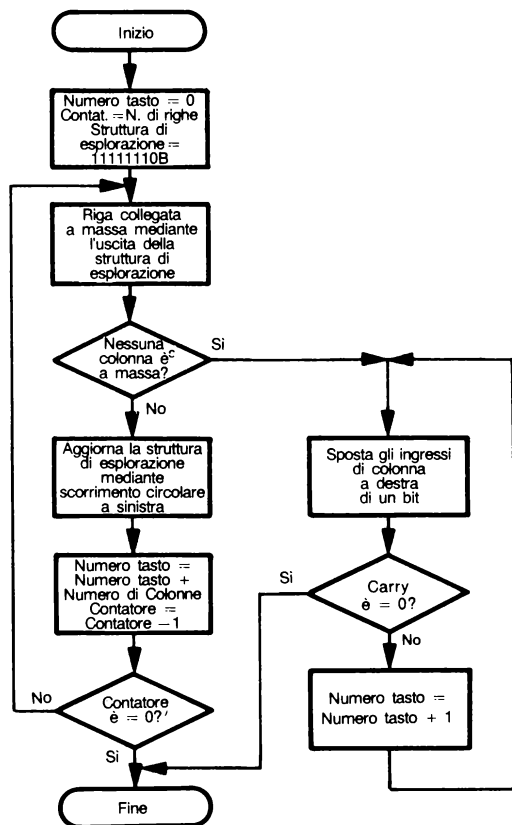 Inizio
Numero tasto = 0
Contat. = N. di righe
Struttura di
esplorazione =
11111110B
Riga collegata
a massa mediante
l'uscita della
struttura di
esplorazione
Nessuna
colonna è
a massa?
Si
No
Aggiorna la struttura
di esplorazione
mediante
scorrimento circolare
a sinistra
Numero tasto =
Numero tasto +
Numero di Colonne
Contatore =
Contatore −1
No
Contatore
è = 0?
Si
Fine
Sposta gli ingressi
di colonna
a destra
di un bit
Si
Carry
è = 0?
No
Numero tasto =
Numero tasto + 1